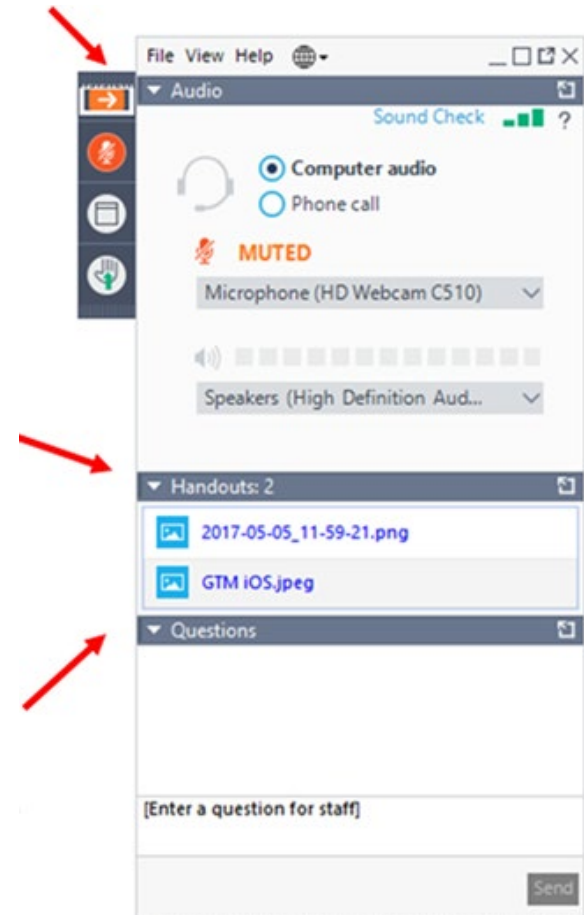 File View Help
Audio
Sound Check ?
Computer audio
Phone call
MUTED
Microphone (HD Webcam C510)
Speakers (High Definition Aud...
Handouts: 2
2017-05-05_11-59-21.png
GTM iOS.jpeg
Questions
[Enter a question for staff]
Send